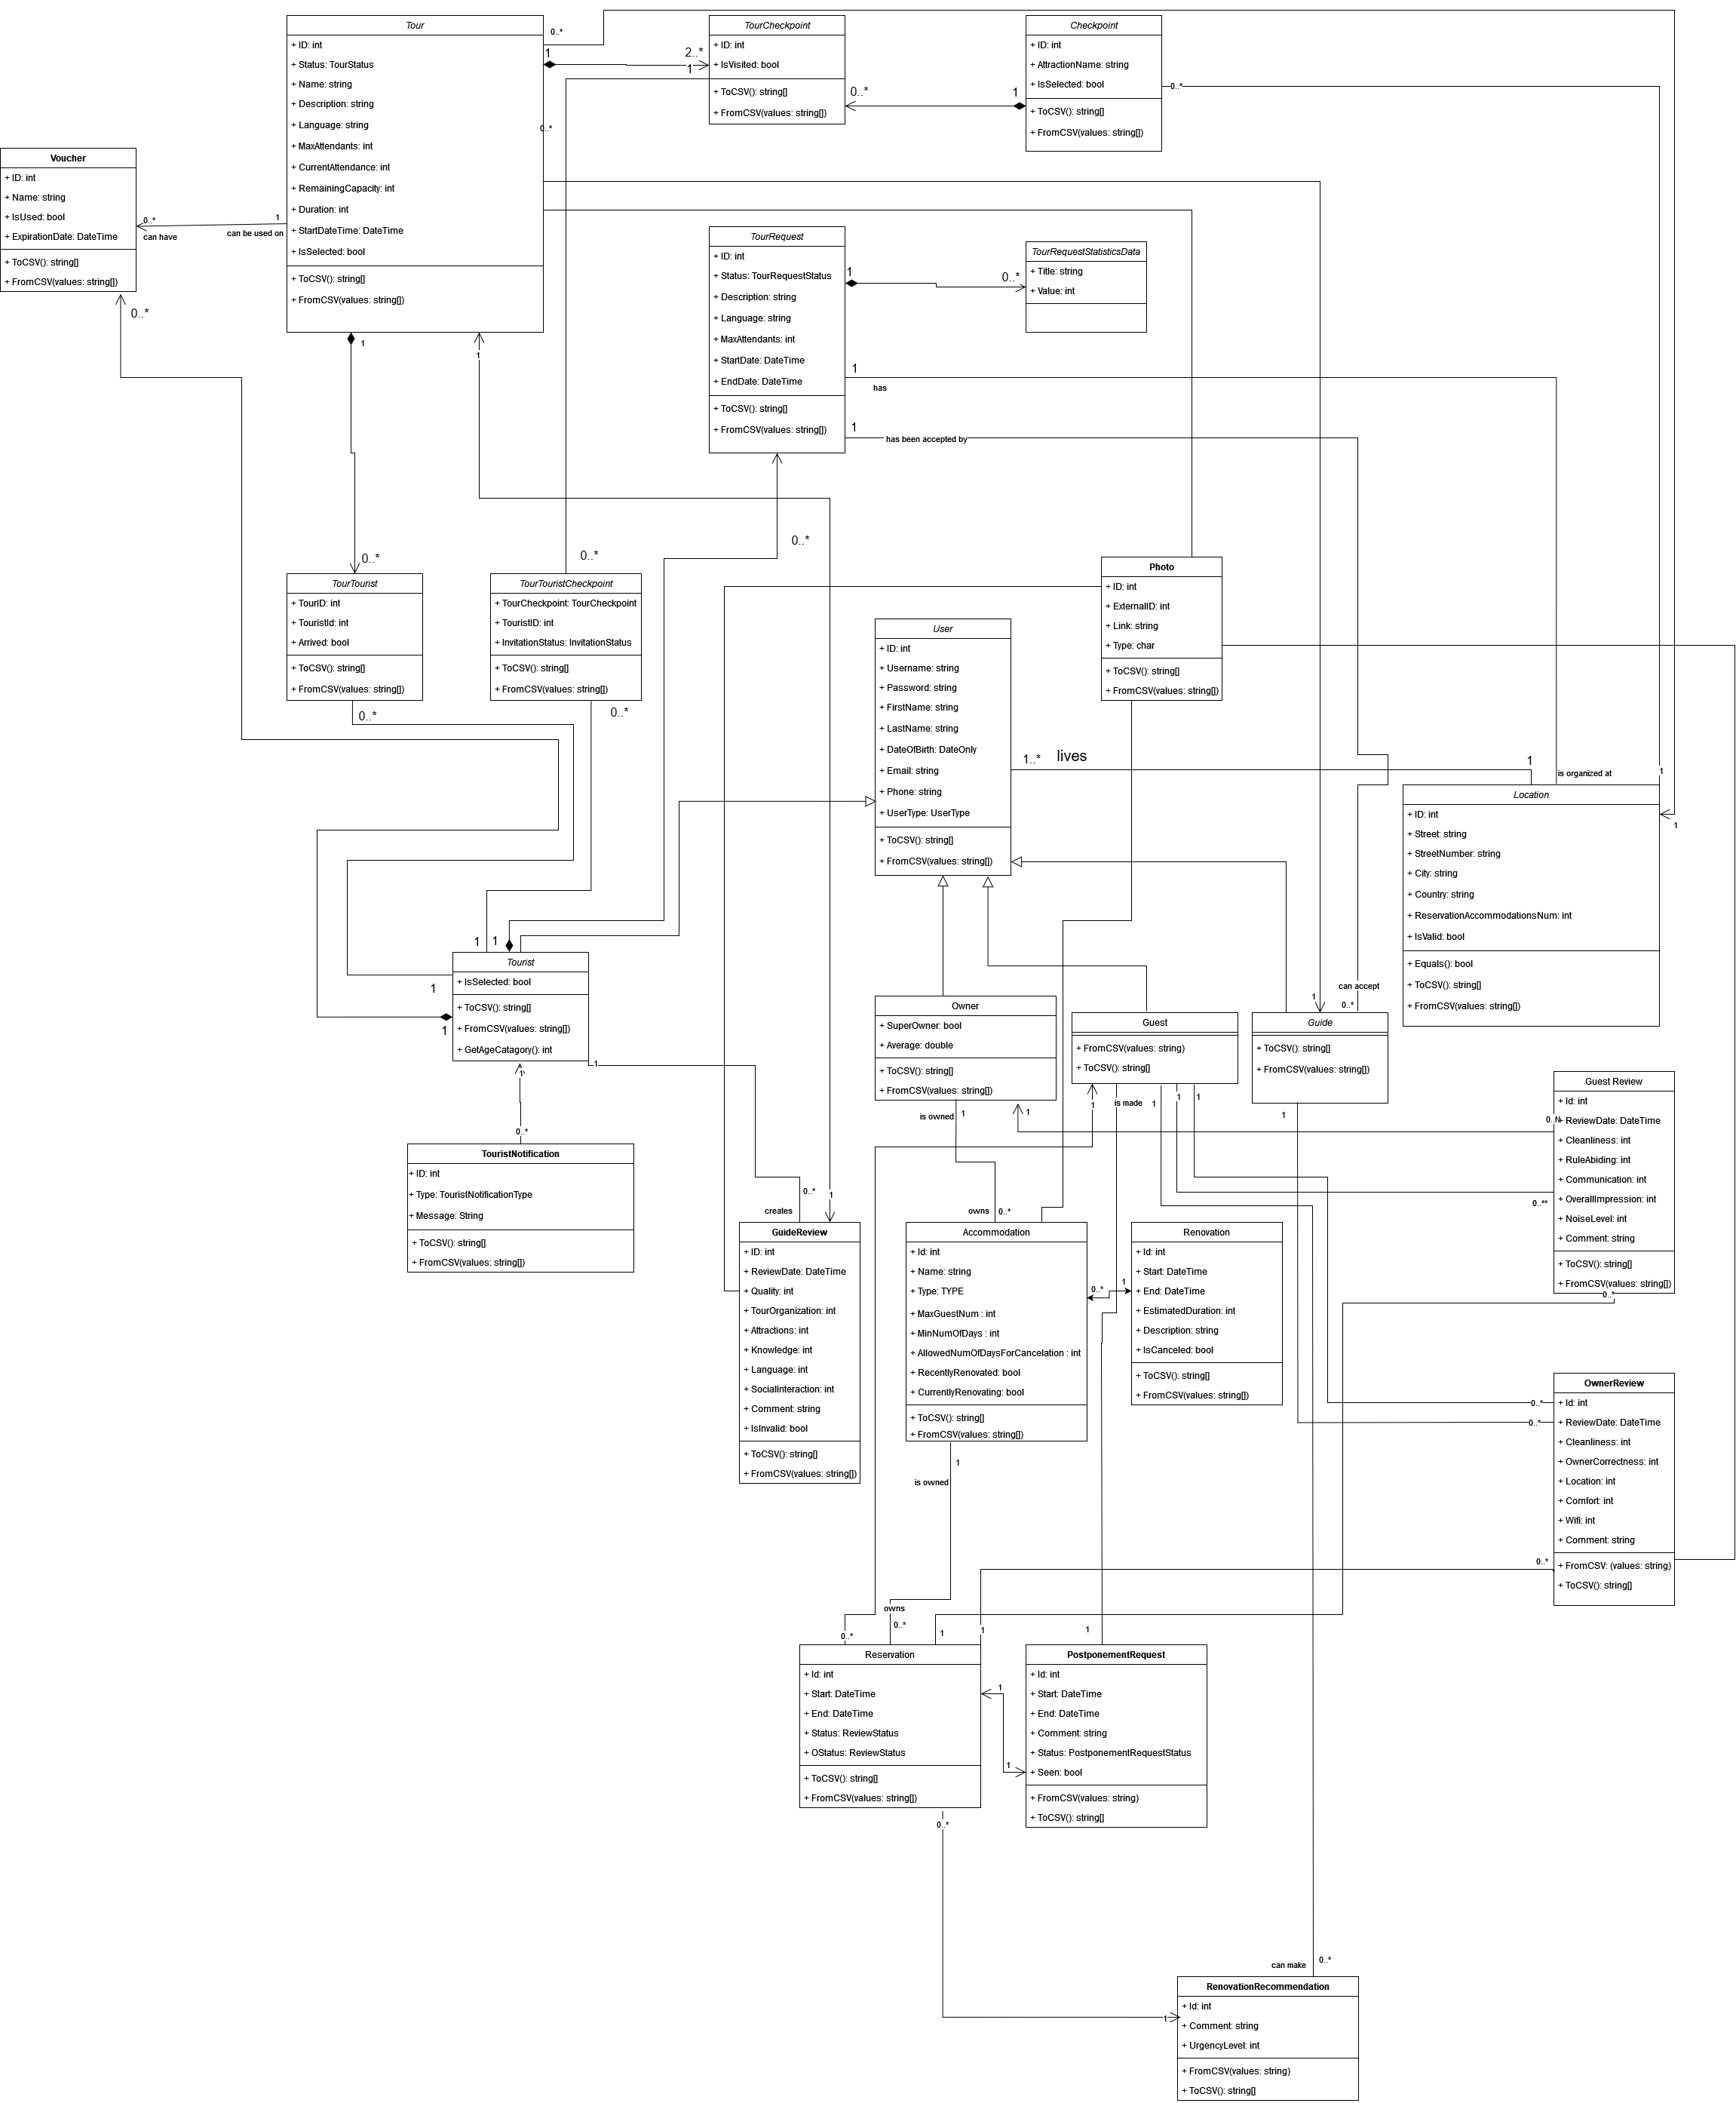 Tour
+ ID: int
+ Status: TourStatus
+ Name: string
+ Description: string
+ Language: string
+ MaxAttendants: int
+ CurrentAttendance: int
+ RemainingCapacity: int
+ Duration: int
+ StartDateTime: DateTime
+ IsSelected: bool
+ ToCSV(): string[]
+ FromCSV(values: string[])
0..*
1
2..*
1
0..*
TourCheckpoint
+ ID: int
+ IsVisited: bool
+ ToCSV(): string[]
+ FromCSV(values: string[])
0..*
1
Checkpoint
+ ID: int
+ AttractionName: string
+ IsSelected: bool
+ ToCSV(): string[]
+ FromCSV(values: string[])
0..*
Voucher
+ ID: int
+ Name: string
+ IsUsed: bool
+ ExpirationDate: DateTime
+ ToCSV(): string[]
+ FromCSV(values: string[])
0..*
can have
1
can be used on
0..*
1
1
TourRequest
+ ID: int
+ Status: TourRequestStatus
+ Description: string
+ Language: string
+ MaxAttendants: int
+ StartDate: DateTime
+ EndDate: DateTime
+ ToCSV(): string[]
+ FromCSV(values: string[])
1
0..*
TourRequestStatisticsData
+ Title: string
+ Value: int
1
has
1
has been accepted by
0..*
0..*
0..*
TourTourist
+ TourID: int
+ TouristId: int
+ Arrived: bool
+ ToCSV(): string[]
+ FromCSV(values: string[])
0..*
TourTouristCheckpoint
+ TourCheckpoint: TourCheckpoint
+ TouristID: int
+ InvitationStatus: InvitationStatus
+ ToCSV(): string[]
+ FromCSV(values: string[])
0..*
Photo
+ ID: int
+ ExternalID: int
+ Link: string
+ Type: char
+ ToCSV(): string[]
+ FromCSV(values: string[])
User
+ ID: int
+ Username: string
+ Password: string
+ FirstName: string
+ LastName: string
+ DateOfBirth: DateOnly
+ Email: string
+ Phone: string
+ UserType: UserType
+ ToCSV(): string[]
+ FromCSV(values: string[])
1..*
lives
1
is organized at
1
1
Location
+ ID: int
+ Street: string
+ StreetNumber: string
+ City: string
+ Country: string
+ ReservationAccommodationsNum: int
+ IsValid: bool
+ Equals(): bool
+ ToCSV(): string[]
+ FromCSV(values: string[])
1
1
1
1
Tourist
+ IsSelected: bool
+ ToCSV(): string[]
+ FromCSV(values: string[])
+ GetAgeCatagory(): int
1
1
0..*
TouristNotification
+ ID: int
+ Type: TouristNotificationType
+ Message: String
+ ToCSV(): string[]
+ FromCSV(values: string[])
Owner
+ SuperOwner: bool
+ Average: double
+ ToCSV(): string[]
+ FromCSV(values: string[])
is owned
1
1
Guest
+ FromCSV(values: string)
+ ToCSV(): string[]
1
is made
1
1
1
can accept
1
0..*
Guide
+ ToCSV(): string[]
+ FromCSV(values: string[])
1
Guest Review
+ Id: int
+ ReviewDate: DateTime
+ Cleanliness: int
+ RuleAbiding: int
+ Communication: int
+ OverallImpression: int
+ NoiseLevel: int
+ Comment: string
+ ToCSV(): string[]
+ FromCSV(values: string[])
0..**
0..*
creates
0..*
1
GuideReview
+ ID: int
+ ReviewDate: DateTime
+ Quality: int
+ TourOrganization: int
+ Attractions: int
+ Knowledge: int
+ Language: int
+ SocialInteraction: int
+ Comment: string
+ IsInvalid: bool
+ ToCSV(): string[]
+ FromCSV(values: string[])
owns
0..*
Accommodation
+ Id: int
+ Name: string
+ Type: TYPE
+ MaxGuestNum : int
+ MinNumOfDays : int
+ AllowedNumOfDaysForCancelation : int
+ RecentlyRenovated: bool
+ CurrentlyRenovating: bool
+ ToCSV(): string[]
+ FromCSV(values: string[])
0..*
1
Renovation
+ Id: int
+ Start: DateTime
+ End: DateTime
+ EstimatedDuration: int
+ Description: string
+ IsCanceled: bool
+ ToCSV(): string[]
+ FromCSV(values: string[])
1
is owned
0..*
0..*
0..*
OwnerReview
+ Id: int
+ ReviewDate: DateTime
+ Cleanliness: int
+ OwnerCorrectness: int
+ Location: int
+ Comfort: int
+ Wifi: int
+ Comment: string
+ FromCSV: (values: string)
+ ToCSV(): string[]
owns
0..*
0..*
1
1
1
Reservation
+ Id: int
+ Start: DateTime
+ End: DateTime
+ Status: ReviewStatus
+ OStatus: ReviewStatus
+ ToCSV(): string[]
+ FromCSV(values: string[])
1
1
PostponementRequest
+ Id: int
+ Start: DateTime
+ End: DateTime
+ Comment: string
+ Status: PostponementRequestStatus
+ Seen: bool
+ FromCSV(values: string)
+ ToCSV(): string[]
0..*
can make
0..*
1
RenovationRecommendation
+ Id: int
+ Comment: string
+ UrgencyLevel: int
+ FromCSV(values: string)
+ ToCSV(): string[]